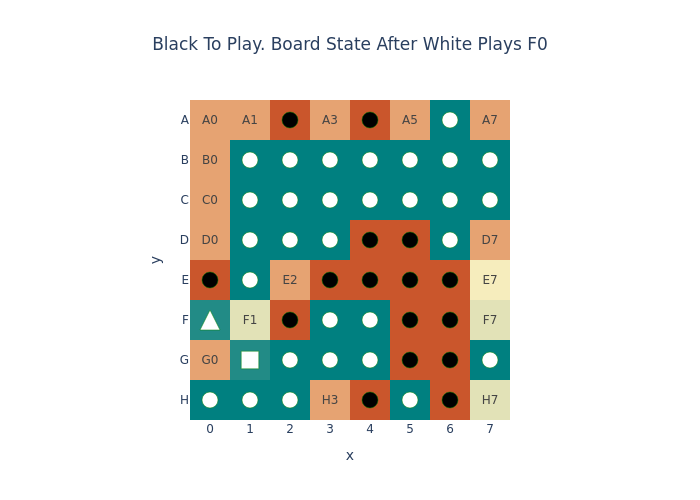 Black To Play. Board State After White Plays F0
A A0 A1 A3 A5 A7
B B0
C C0
D D0 D7
E E2 E7
F F1 F7
G G0
H H3 H7
0 1 2 3 4 5 6 7
x
y